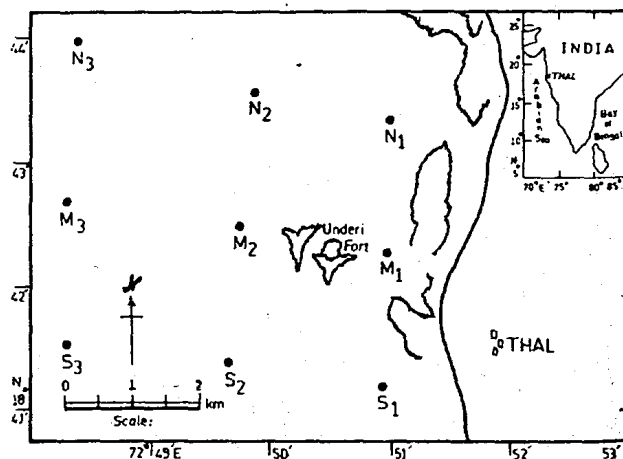 44'
N3
N2
N1
43'
M3
M2
Underi
Fort
M1
42'
S3
S2
S1
THAL
N
18°
41'
0 1 2
km
Scale:
72° 49'E 50' 51' 52' 53'
25°
20°
15°
10°
N°
5°
INDIA
THAL
Arabian Sea
Bay
of
Bengal
70°E' 75° 80° 85°